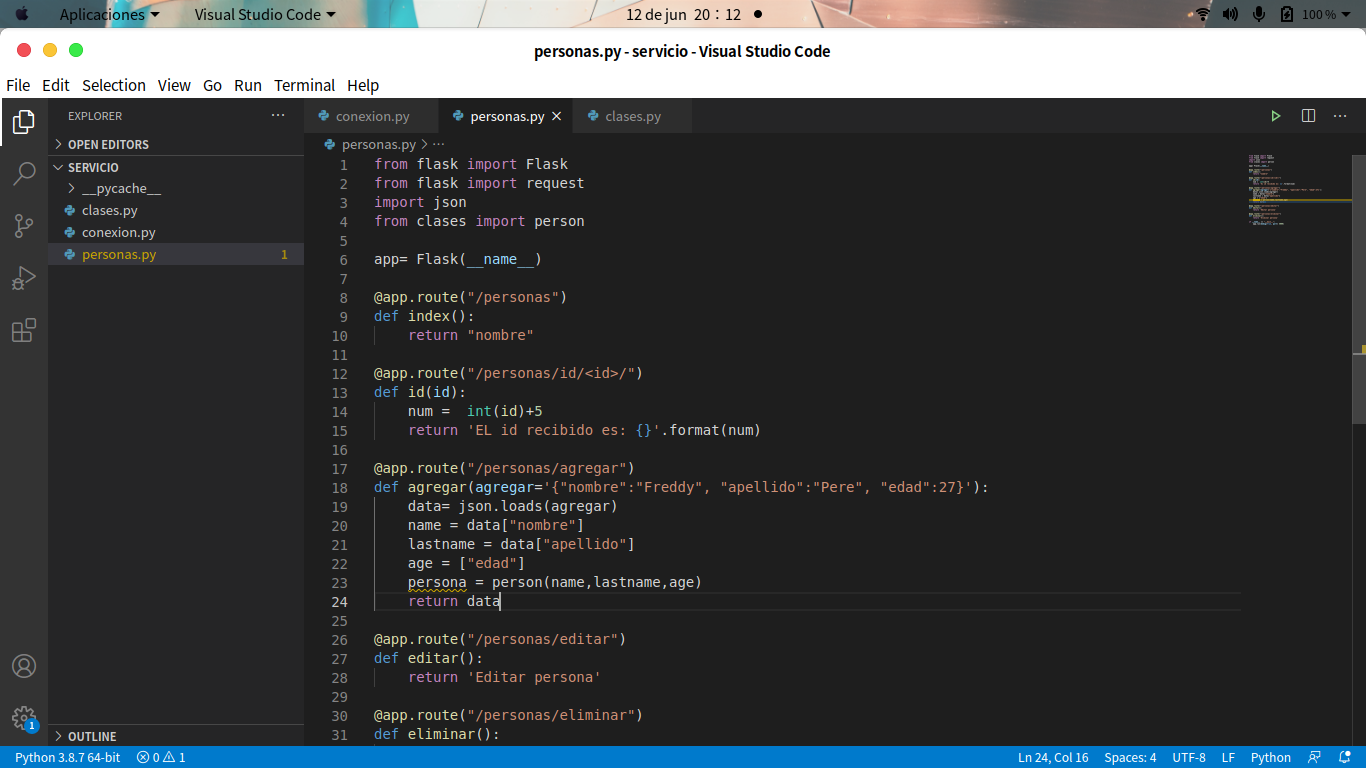 Aplicaciones Visual Studio Code 12 de jun 20:12 100 %
personas.py - servicio - Visual Studio Code
File Edit Selection View Go Run Terminal Help
EXPLORER
OPEN EDITORS
SERVICIO
__pycache__
clases.py
conexion.py
personas.py 1
OUTLINE
1
conexion.py personas.py clases.py
personas.py
1 from flask import Flask
2 from flask import request
3 import json
4 from clases import person
5
6 app= Flask(__name__)
7
8 @app.route("/personas")
9 def index():
10     return "nombre"
11
12 @app.route("/personas/id/<id>/")
13 def id(id):
14     num =  int(id)+5
15     return 'EL id recibido es: {}'.format(num)
16
17 @app.route("/personas/agregar")
18 def agregar(agregar='{"nombre":"Freddy", "apellido":"Pere", "edad":27}'):
19     data= json.loads(agregar)
20     name = data["nombre"]
21     lastname = data["apellido"]
22     age = ["edad"]
23     persona = person(name,lastname,age)
24     return data
25
26 @app.route("/personas/editar")
27 def editar():
28     return 'Editar persona'
29
30 @app.route("/personas/eliminar")
31 def eliminar():
Python 3.8.7 64-bit 0 1 Ln 24, Col 16 Spaces: 4 UTF-8 LF Python